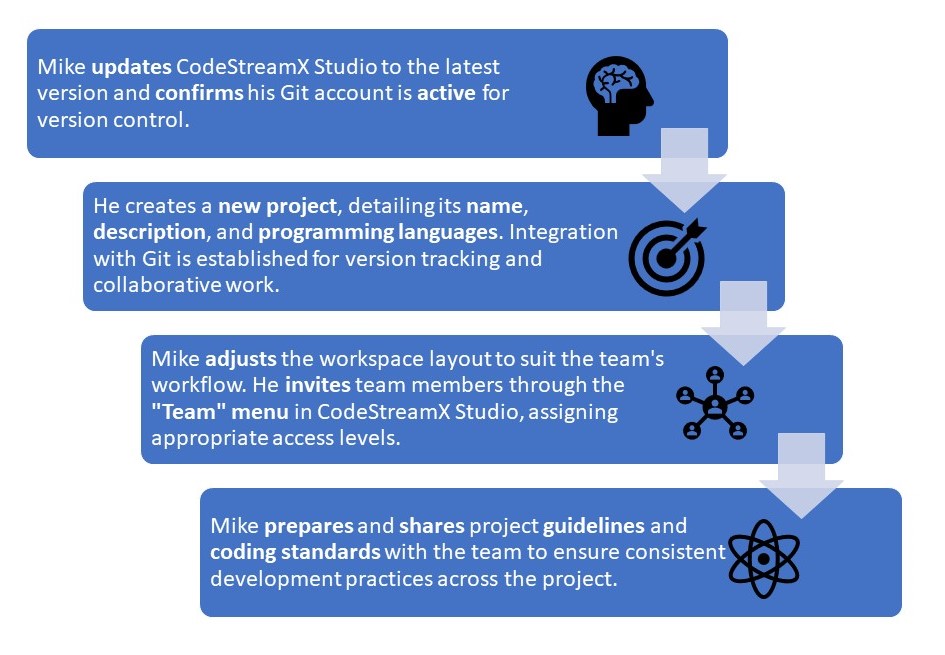 Mike updates CodeStreamX Studio to the latest
version and confirms his Git account is active for
version control.
He creates a new project, detailing its name,
description, and programming languages. Integration
with Git is established for version tracking and
collaborative work.
Mike adjusts the workspace layout to suit the team's
workflow. He invites team members through the
"Team" menu in CodeStreamX Studio, assigning
appropriate access levels.
Mike prepares and shares project guidelines and
coding standards with the team to ensure consistent
development practices across the project.